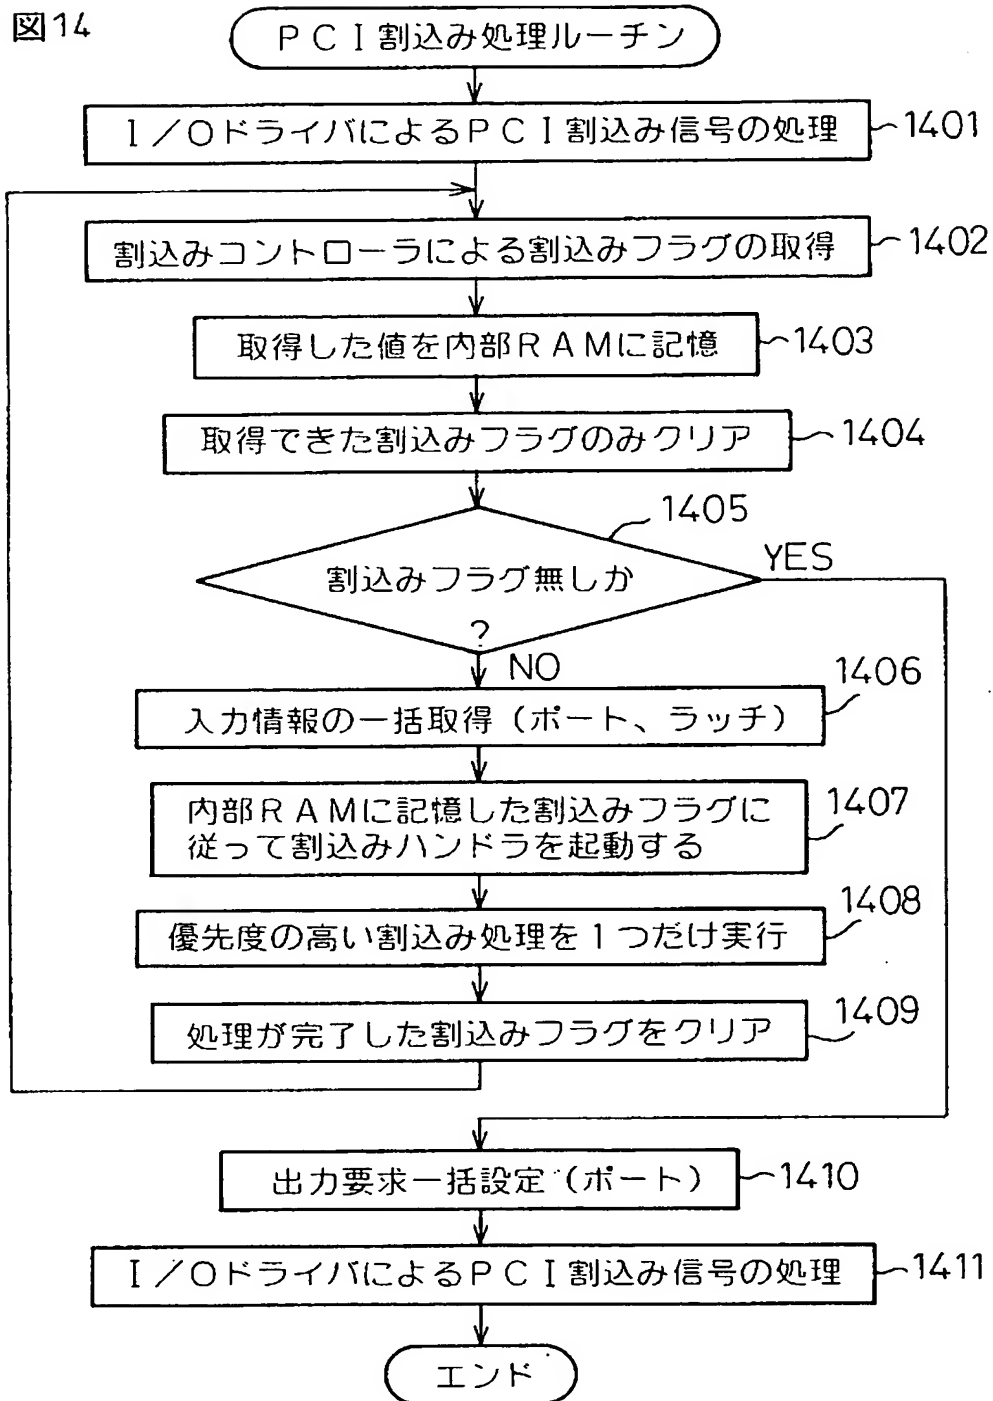 図14
PCI割込み処理ルーチン
I/OドライバによるPCI割込み信号の処理
1401
割込みコントローラによる割込みフラグの取得
1402
取得した値を内部RAMに記憶
1403
取得できた割込みフラグのみクリア
1404
1405
割込みフラグ無しか
?
YES
NO
1406
入力情報の一括取得(ポート、ラッチ)
1407
内部RAMに記憶した割込みフラグに
従って割込みハンドラを起動する
1408
優先度の高い割込み処理を1つだけ実行
1409
処理が完了した割込みフラグをクリア
出力要求一括設定(ポート)
1410
I/OドライバによるPCI割込み信号の処理
1411
エンド